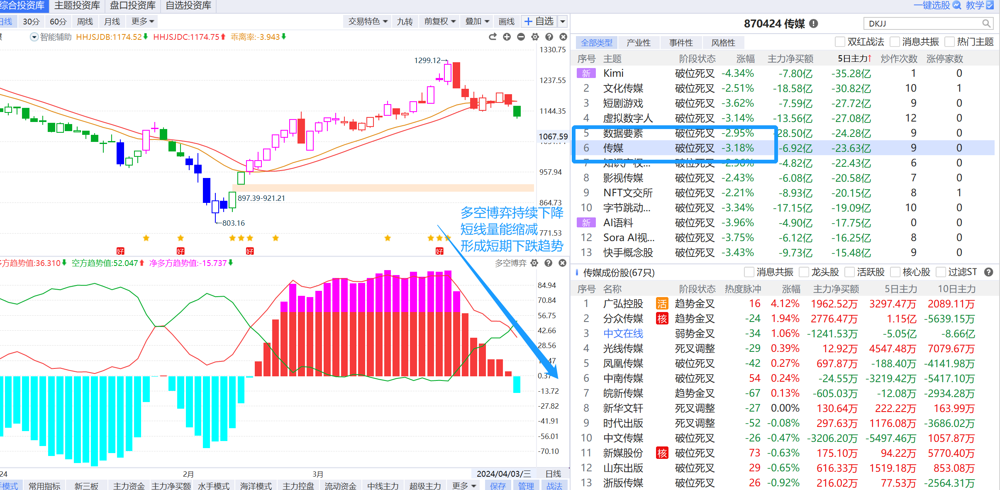 综合投资库 主题投资库 盘口投资库 自选投资库
一键选股 教学
日线 30分 60分 周线 月线 更多
交易特色 九转 前复权 叠加 画线 自选
870424 传媒
DKJJ
智能辅助 HHJSJDB:1174.52 HHJSJDC:1174.75 乖离率:-3.943
1330.75
1299.12
1237.55
1144.35
1067.59
957.94
897.39-921.21
864.73
803.16
771.53
多空博弈持续下降
短线量能缩减
形成短期下跌趋势
好 好 好 好
多方趋势值:36.310 空方趋势值:52.047 净多方趋势值:-15.737
多空博弈
84.94
70.84
56.75
42.66
28.56
0.37
-13.72
-27.82
-41.91
-56.01
-70.10
24 2月 3月 2024/04/03/三 日线
手模式 常用指标 新三板 主力资金 主力净买额 水手模式 海洋模式 主力控盘 流动资金 中线主力 超级主力 更多 保存 管理 战法
全部类型 产业性 事件性 风格性 双红战法 消息共振 热门主题
序号 主题 阶段状态 涨幅 主力净买额 5日主力↑ 炒作次数 涨停家数
新 Kimi 破位死叉 -4.34% -7.80亿 -35.28亿 1 0
2 文化传媒 破位死叉 -2.51% -18.58亿 -30.82亿 10 1
3 短剧游戏 破位死叉 -3.62% -7.59亿 -27.72亿 9 0
4 虚拟数字人 破位死叉 -3.14% -13.56亿 -27.08亿 12 0
5 数据要素 破位死叉 -2.95% -28.50亿 -24.28亿 9 0
6 传媒 破位死叉 -3.18% -6.92亿 -23.63亿 9 0
7 知识产权... 破位死叉 -2.96% -4.82亿 -22.43亿 6 0
8 影视传媒 破位死叉 -2.43% -6.08亿 -20.58亿 7 0
9 NFT文交所 破位死叉 -2.21% -8.93亿 -20.15亿 8 1
10 字节跳动... 破位死叉 -3.34% -17.15亿 -19.09亿 10 0
新 AI语料 破位死叉 -3.96% -4.90亿 -17.75亿 0 0
12 Sora AI视... 破位死叉 -3.75% -6.12亿 -16.25亿 8 0
13 快手概念股 破位死叉 -3.43% -9.73亿 -15.48亿 9 0
传媒成份股(67只) 消息共振 龙头股 活跃股 核心股 过滤ST
序号 名称 阶段状态 热度脉冲 涨幅 主力净买额 5日主力 10日主力
1 广弘控股 活 趋势金叉 16 4.12% 1962.52万 3297.47万 2089.11万
2 分众传媒 核 趋势金叉 -24 1.94% 2776.47万 1.15亿 -5639.15万
3 中文在线 弱势金叉 -34 1.06% -1241.53万 -5.05亿 -8.66亿
4 光线传媒 死叉调整 -29 0.39% 12.92万 4547.48万 7079.67万
5 凤凰传媒 破位死叉 -42 0.27% 697.87万 -188.40万 -4141.98万
6 中南传媒 破位死叉 54 0.24% -24.55万 -3219.42万 -5417.10万
7 皖新传媒 趋势金叉 -67 0.13% -605.03万 -12.08万 -2934.28万
8 新华文轩 死叉调整 -27 0.00% 130.64万 222.22万 163.99万
9 时代出版 死叉调整 -52 -0.08% 297.63万 1176.08万 -3686.02万
10 中文传媒 破位死叉 -26 -0.47% -3206.20万 -5497.46万 1057.87万
11 新媒股份 核 破位死叉 73 -0.63% 175.10万 94.22万 5770.40万
12 山东出版 破位死叉 29 -0.65% 616.33万 1519.18万 853.08万
13 浙版传媒 破位死叉 26 -0.92% 216.02万 77.53万 -2564.31万